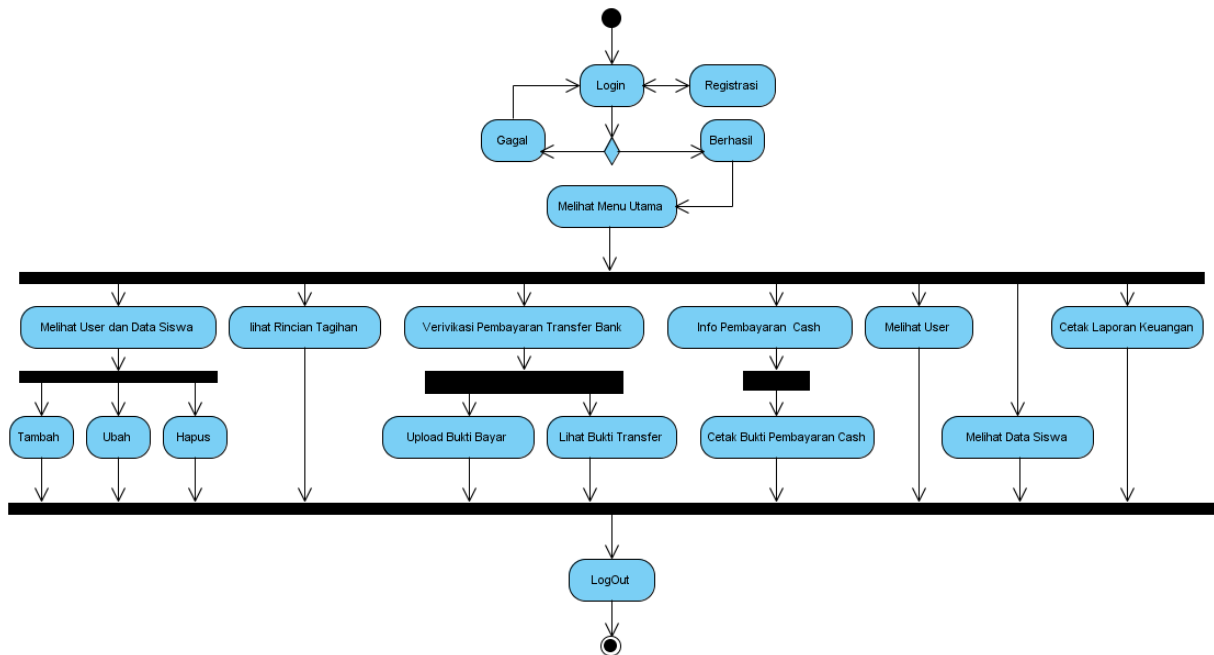 Login
Registrasi
Gagal
Berhasil
Melihat Menu Utama
Melihat User dan Data Siswa
lihat Rincian Tagihan
Verivikasi Pembayaran Transfer Bank
Info Pembayaran Cash
Melihat User
Cetak Laporan Keuangan
Tambah
Ubah
Hapus
Upload Bukti Bayar
Lihat Bukti Transfer
Cetak Bukti Pembayaran Cash
Melihat Data Siswa
LogOut